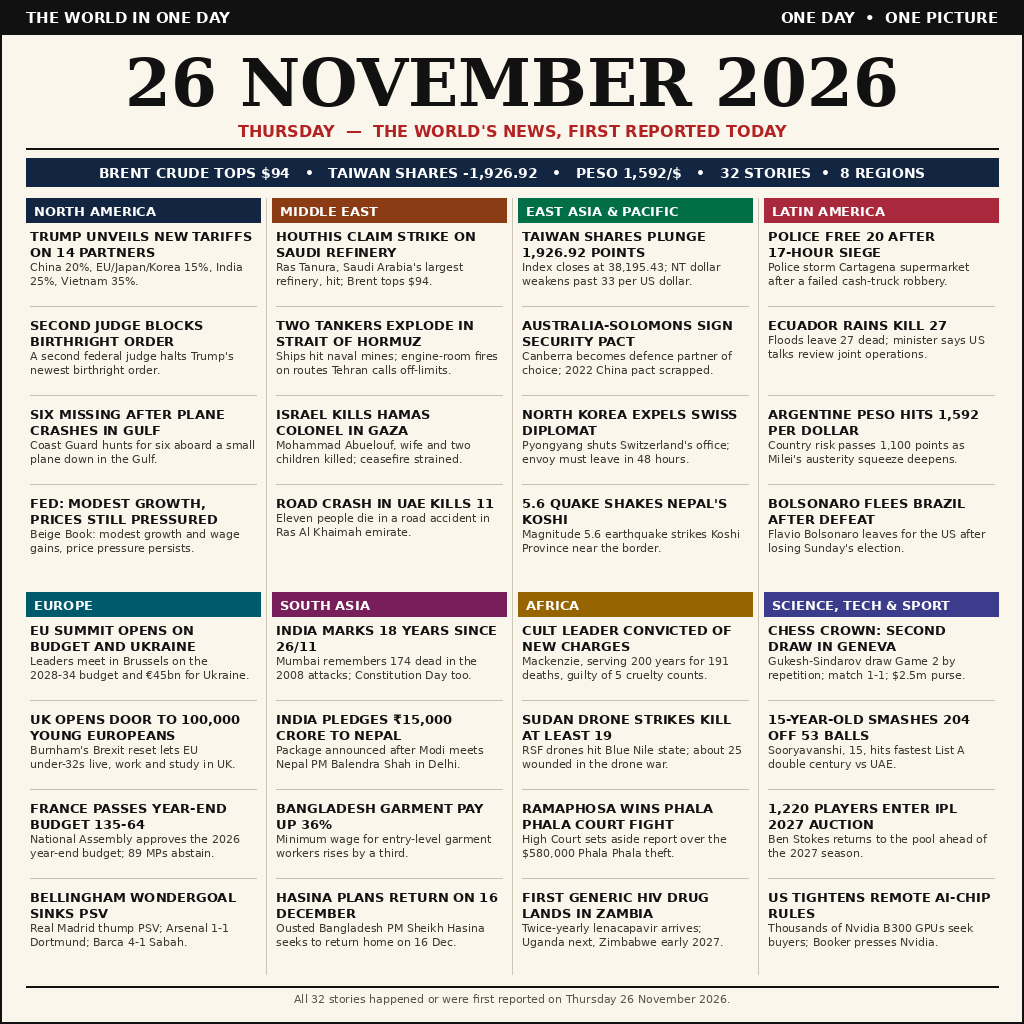 THE WORLD IN ONE DAY
ONE DAY • ONE PICTURE
26 NOVEMBER 2026
THURSDAY — THE WORLD'S NEWS, FIRST REPORTED TODAY
BRENT CRUDE TOPS $94 • TAIWAN SHARES -1,926.92 • PESO 1,592/$ • 32 STORIES • 8 REGIONS
NORTH AMERICA
TRUMP UNVEILS NEW TARIFFS
ON 14 PARTNERS
China 20%, EU/Japan/Korea 15%, India
25%, Vietnam 35%.
SECOND JUDGE BLOCKS
BIRTHRIGHT ORDER
A second federal judge halts Trump's
newest birthright order.
SIX MISSING AFTER PLANE
CRASHES IN GULF
Coast Guard hunts for six aboard a small
plane down in the Gulf.
FED: MODEST GROWTH,
PRICES STILL PRESSURED
Beige Book: modest growth and wage
gains, price pressure persists.
MIDDLE EAST
HOUTHIS CLAIM STRIKE ON
SAUDI REFINERY
Ras Tanura, Saudi Arabia's largest
refinery, hit; Brent tops $94.
TWO TANKERS EXPLODE IN
STRAIT OF HORMUZ
Ships hit naval mines; engine-room fires
on routes Tehran calls off-limits.
ISRAEL KILLS HAMAS
COLONEL IN GAZA
Mohammad Abuelouf, wife and two
children killed; ceasefire strained.
ROAD CRASH IN UAE KILLS 11
Eleven people die in a road accident in
Ras Al Khaimah emirate.
EAST ASIA & PACIFIC
TAIWAN SHARES PLUNGE
1,926.92 POINTS
Index closes at 38,195.43; NT dollar
weakens past 33 per US dollar.
AUSTRALIA-SOLOMONS SIGN
SECURITY PACT
Canberra becomes defence partner of
choice; 2022 China pact scrapped.
NORTH KOREA EXPELS SWISS
DIPLOMAT
Pyongyang shuts Switzerland's office;
envoy must leave in 48 hours.
5.6 QUAKE SHAKES NEPAL'S
KOSHI
Magnitude 5.6 earthquake strikes Koshi
Province near the border.
LATIN AMERICA
POLICE FREE 20 AFTER
17-HOUR SIEGE
Police storm Cartagena supermarket
after a failed cash-truck robbery.
ECUADOR RAINS KILL 27
Floods leave 27 dead; minister says US
talks review joint operations.
ARGENTINE PESO HITS 1,592
PER DOLLAR
Country risk passes 1,100 points as
Milei's austerity squeeze deepens.
BOLSONARO FLEES BRAZIL
AFTER DEFEAT
Flavio Bolsonaro leaves for the US after
losing Sunday's election.
EUROPE
EU SUMMIT OPENS ON
BUDGET AND UKRAINE
Leaders meet in Brussels on the
2028-34 budget and €45bn for Ukraine.
UK OPENS DOOR TO 100,000
YOUNG EUROPEANS
Burnham's Brexit reset lets EU
under-32s live, work and study in UK.
FRANCE PASSES YEAR-END
BUDGET 135-64
National Assembly approves the 2026
year-end budget; 89 MPs abstain.
BELLINGHAM WONDERGOAL
SINKS PSV
Real Madrid thump PSV; Arsenal 1-1
Dortmund; Barca 4-1 Sabah.
SOUTH ASIA
INDIA MARKS 18 YEARS SINCE
26/11
Mumbai remembers 174 dead in the
2008 attacks; Constitution Day too.
INDIA PLEDGES ₹15,000
CRORE TO NEPAL
Package announced after Modi meets
Nepal PM Balendra Shah in Delhi.
BANGLADESH GARMENT PAY
UP 36%
Minimum wage for entry-level garment
workers rises by a third.
HASINA PLANS RETURN ON 16
DECEMBER
Ousted Bangladesh PM Sheikh Hasina
seeks to return home on 16 Dec.
AFRICA
CULT LEADER CONVICTED OF
NEW CHARGES
Mackenzie, serving 200 years for 191
deaths, guilty of 5 cruelty counts.
SUDAN DRONE STRIKES KILL
AT LEAST 19
RSF drones hit Blue Nile state; about 25
wounded in the drone war.
RAMAPHOSA WINS PHALA
PHALA COURT FIGHT
High Court sets aside report over the
$580,000 Phala Phala theft.
FIRST GENERIC HIV DRUG
LANDS IN ZAMBIA
Twice-yearly lenacapavir arrives;
Uganda next, Zimbabwe early 2027.
SCIENCE, TECH & SPORT
CHESS CROWN: SECOND
DRAW IN GENEVA
Gukesh-Sindarov draw Game 2 by
repetition; match 1-1; $2.5m purse.
15-YEAR-OLD SMASHES 204
OFF 53 BALLS
Sooryavanshi, 15, hits fastest List A
double century vs UAE.
1,220 PLAYERS ENTER IPL
2027 AUCTION
Ben Stokes returns to the pool ahead of
the 2027 season.
US TIGHTENS REMOTE AI-CHIP
RULES
Thousands of Nvidia B300 GPUs seek
buyers; Booker presses Nvidia.
All 32 stories happened or were first reported on Thursday 26 November 2026.